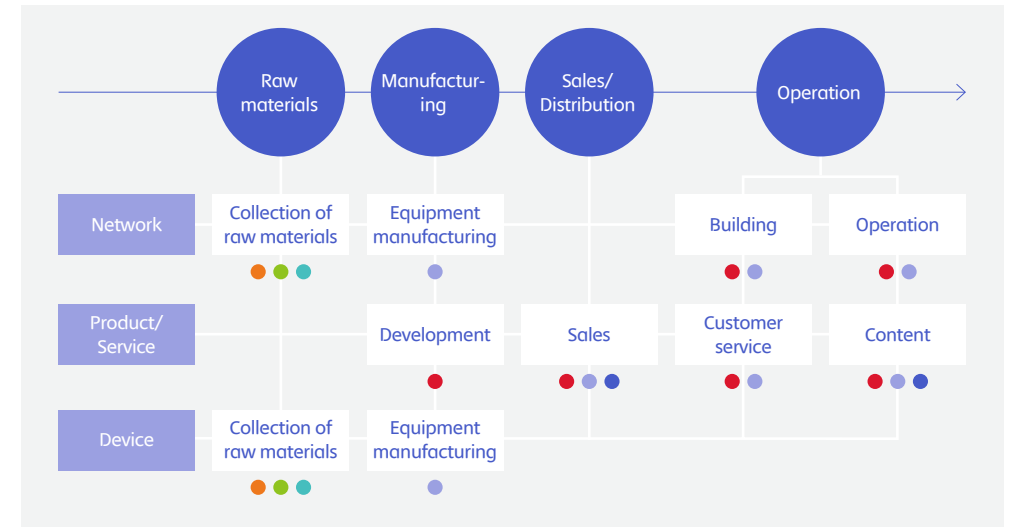 Raw
materials
Manufactur-
ing
Sales/
Distribution
Operation
Network
Collection of
raw materials
Equipment
manufacturing
Building
Operation
Product/
Service
Development
Sales
Customer
service
Content
Device
Collection of
raw materials
Equipment
manufacturing